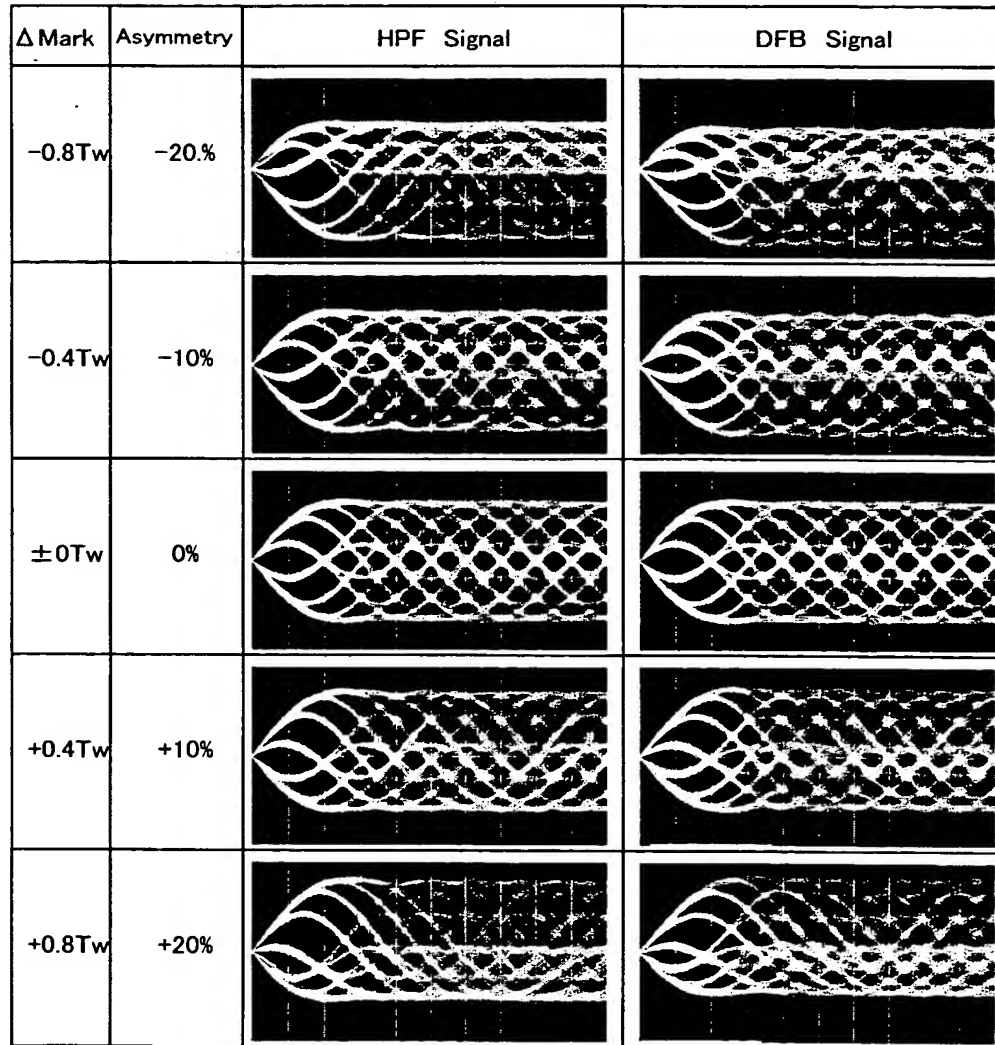 Δ Mark Asymmetry HPF Signal DFB Signal
−0.8Tw −20.%
−0.4Tw −10%
±0Tw 0%
+0.4Tw +10%
+0.8Tw +20%